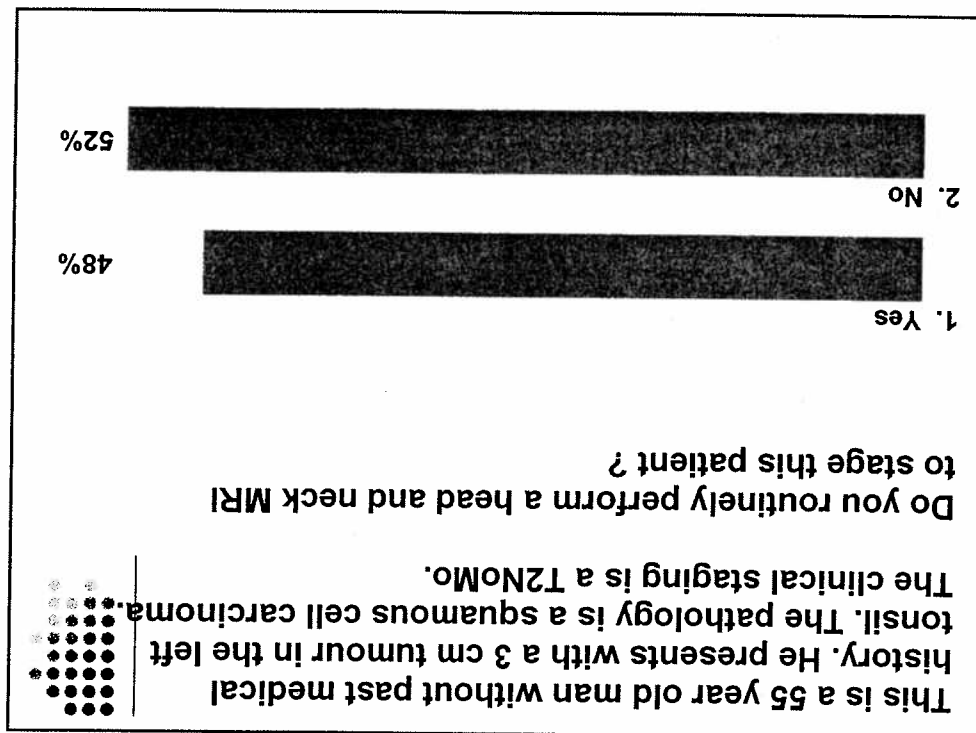 This is a 55 year old man without past medical
history. He presents with a 3 cm tumour in the left
tonsil. The pathology is a squamous cell carcinoma.
The clinical staging is a T2NoMo.
Do you routinely perform a head and neck MRI
to stage this patient ?
1. Yes
48%
2. No
52%